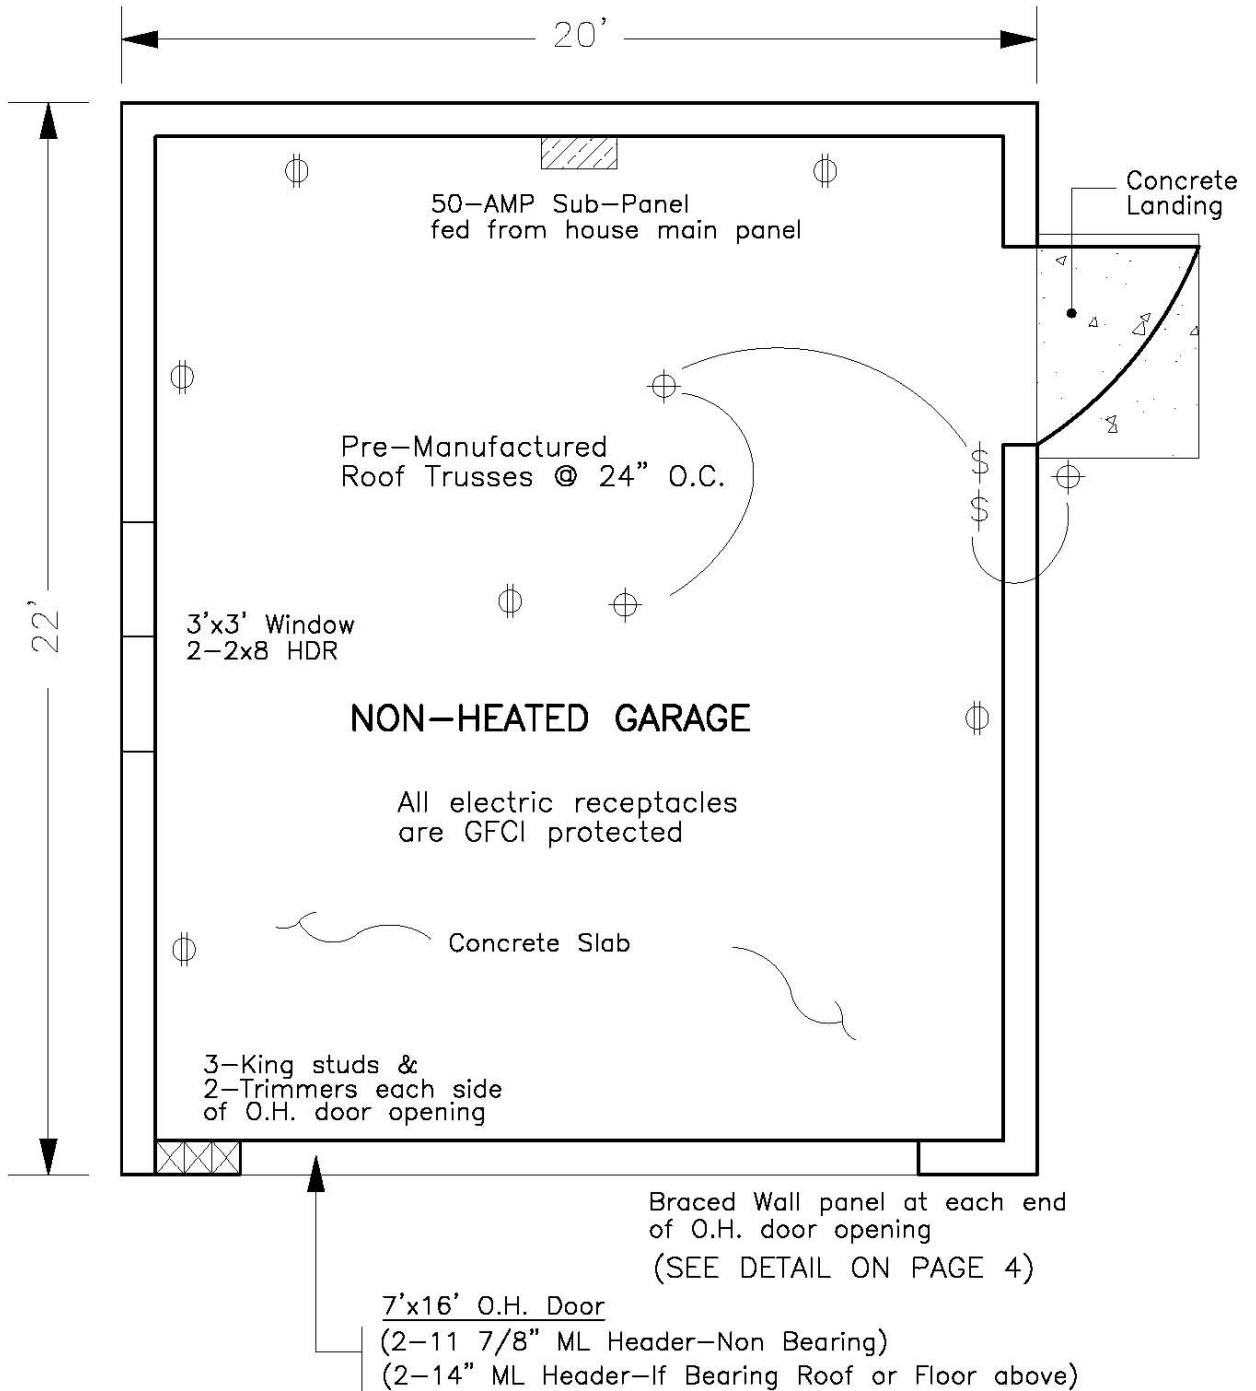 20'
50-AMP Sub-Panel
fed from house main panel
Concrete
Landing
Pre-Manufactured
Roof Trusses @ 24" O.C.
$
$
22'
3'x3' Window
2-2x8 HDR
NON-HEATED GARAGE
All electric receptacles
are GFCI protected
Concrete Slab
3-King studs &
2-Trimmers each side
of O.H. door opening
Braced Wall panel at each end
of O.H. door opening
(SEE DETAIL ON PAGE 4)
7'x16' O.H. Door
(2-11 7/8" ML Header-Non Bearing)
(2-14" ML Header-If Bearing Roof or Floor above)